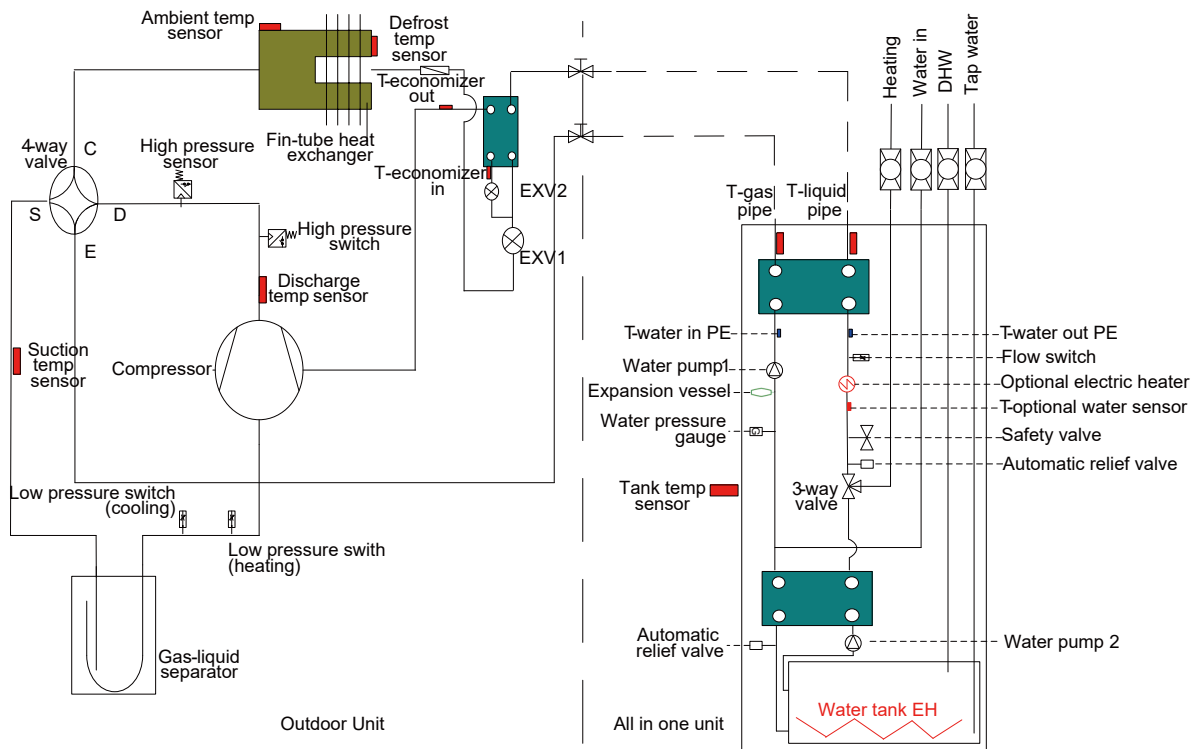 Ambient temp
sensor
Defrost
temp
sensor
T-economizer
out
Fin-tube heat
exchanger
4-way
valve
C
High pressure
sensor
S
D
E
T-economizer
in
EXV2
EXV1
High pressure
switch
Discharge
temp sensor
Suction
temp
sensor
Compressor
Low pressure switch
(cooling)
Low pressure swith
(heating)
Gas-liquid
separator
Outdoor Unit
Heating
Water in
DHW
Tap water
T-gas
pipe
T-liquid
pipe
T-water in PE
Water pump1
Expansion vessel
Water pressure
gauge
Tank temp
sensor
3-way
valve
T-water out PE
Flow switch
Optional electric heater
T-optional water sensor
Safety valve
Automatic relief valve
Automatic
relief valve
Water pump 2
Water tank EH
All in one unit